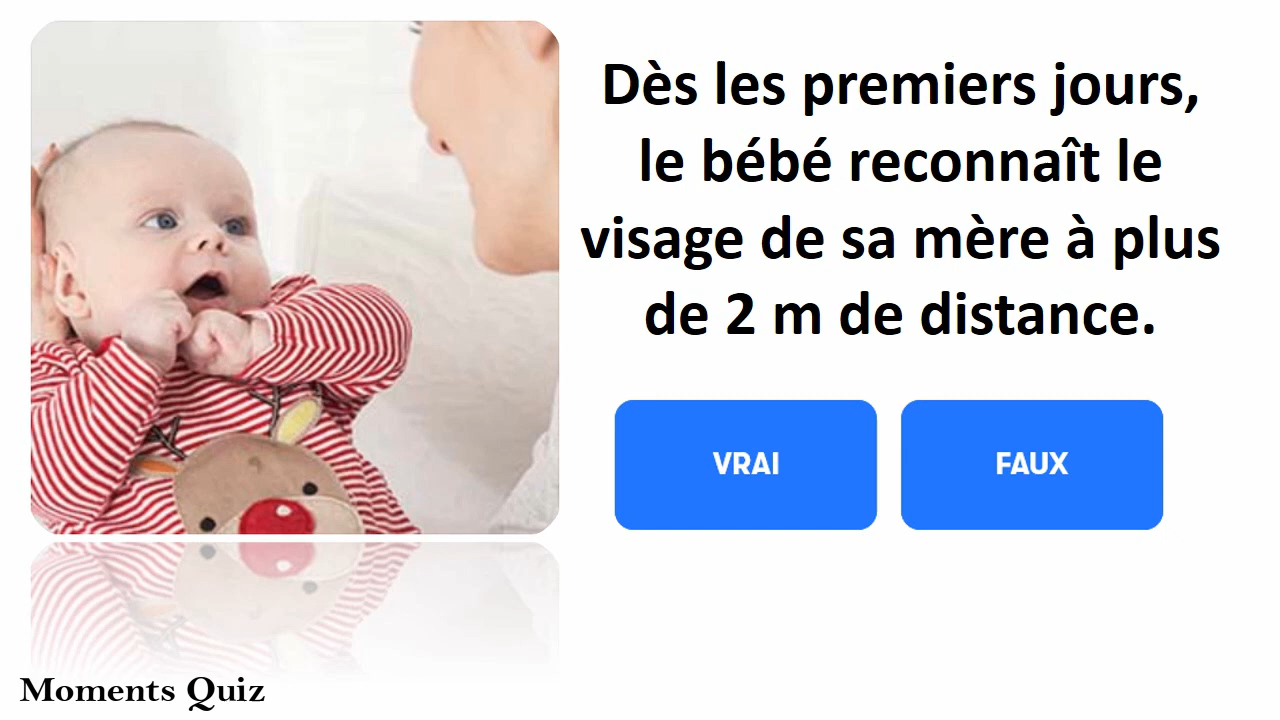 Dès les premiers jours,
le bébé reconnaît le
visage de sa mère à plus
de 2 m de distance.
VRAI
FAUX
Moments Quiz